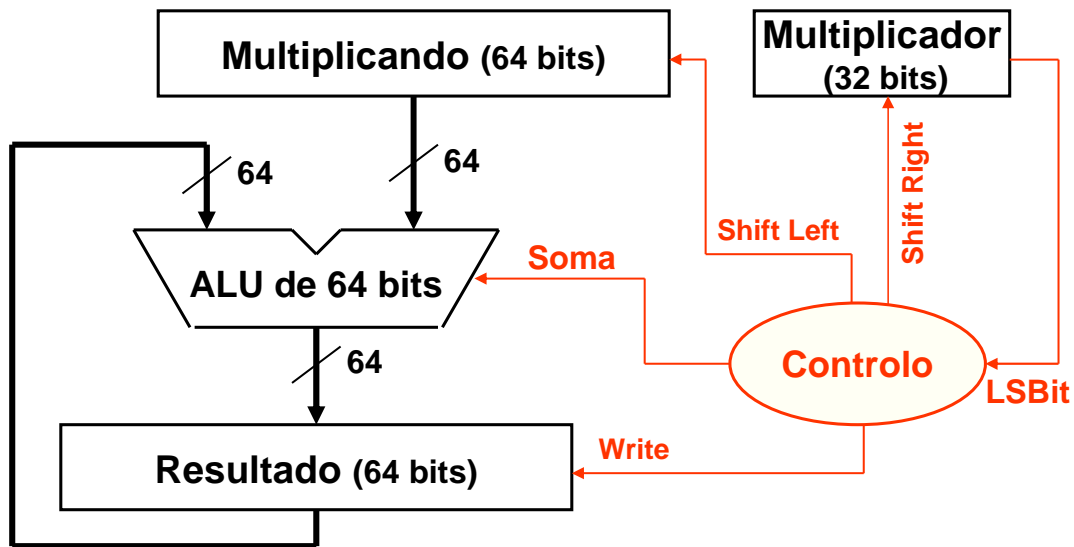 Multiplicando (64 bits)
Multiplicador
(32 bits)
64
64
Shift Right
Shift Left
Soma
ALU de 64 bits
64
Controlo
LSBit
Write
Resultado (64 bits)